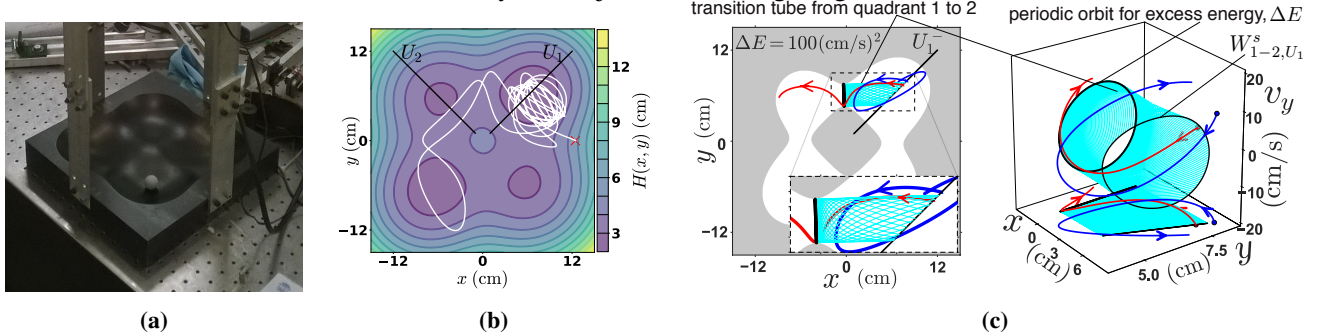 transition tube from quadrant 1 to 2
periodic orbit for excess energy, ΔE
U₂
U₁
12
0
−12
y (cm)
−12
0
12
x (cm)
12
9
6
3
H(x, y) (cm)
ΔE = 100(cm/s)²
U₁⁻
12
0
−12
y (cm)
−12
0
12
x (cm)
Wˢ₁₋₂,U₁
20
10
0
−10
−20
v_y
(cm/s)
x
0
3
6
(cm)
5.0
7.5
y
(cm)
(a)
(b)
(c)